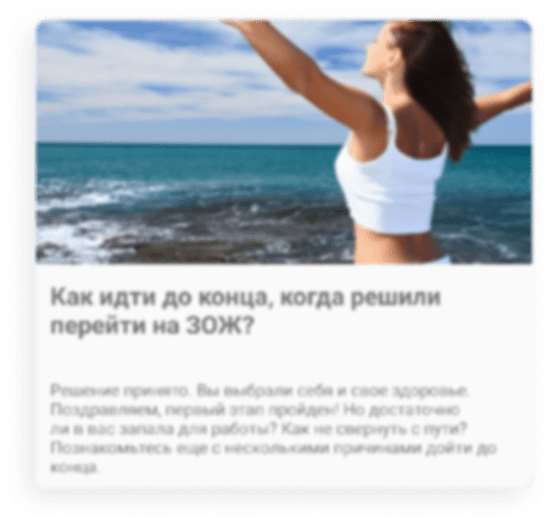 Как идти до конца, когда решили
перейти на ЗОЖ?
Решение принято. Вы выбрали себя и свое здоровье.
Поздравляем, первый этап пройден! Но достаточно
ли в вас запала для работы? Как не свернуть с пути?
Познакомьтесь еще с несколькими причинами дойти до
конца.